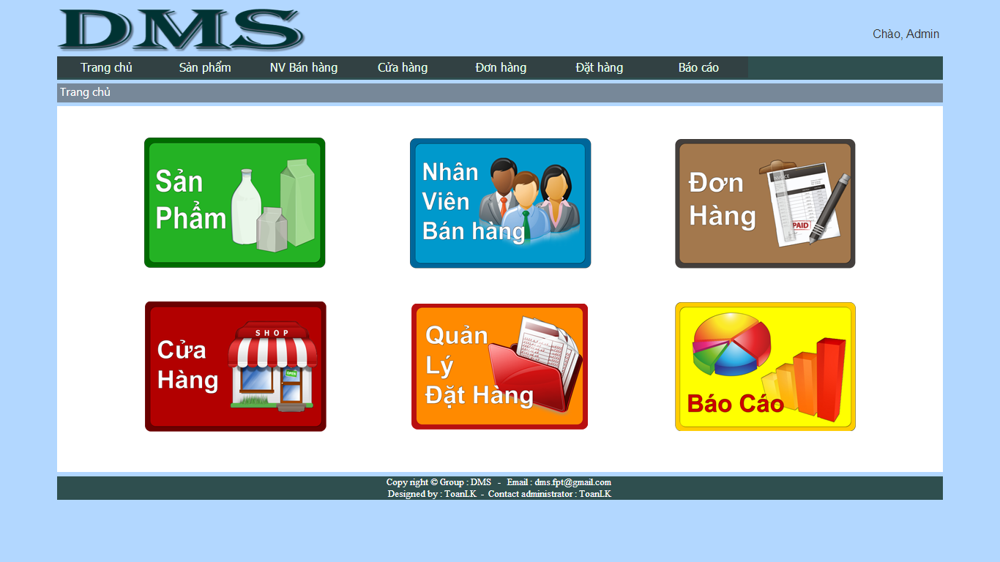 DMS
Chào, Admin
Trang chủ
Sản phẩm
NV Bán hàng
Cửa hàng
Đơn hàng
Đặt hàng
Báo cáo
Trang chủ
Sản
Phẩm
Nhân
Viên
Bán hàng
Đơn
Hàng
INVOICE
PAID
Cửa
Hàng
SHOP
OPEN
Quản
Lý
Đặt Hàng
Báo Cáo
Copy right © Group : DMS - Email : dms.fpt@gmail.com
Designed by : ToanLK - Contact administrator : ToanLK